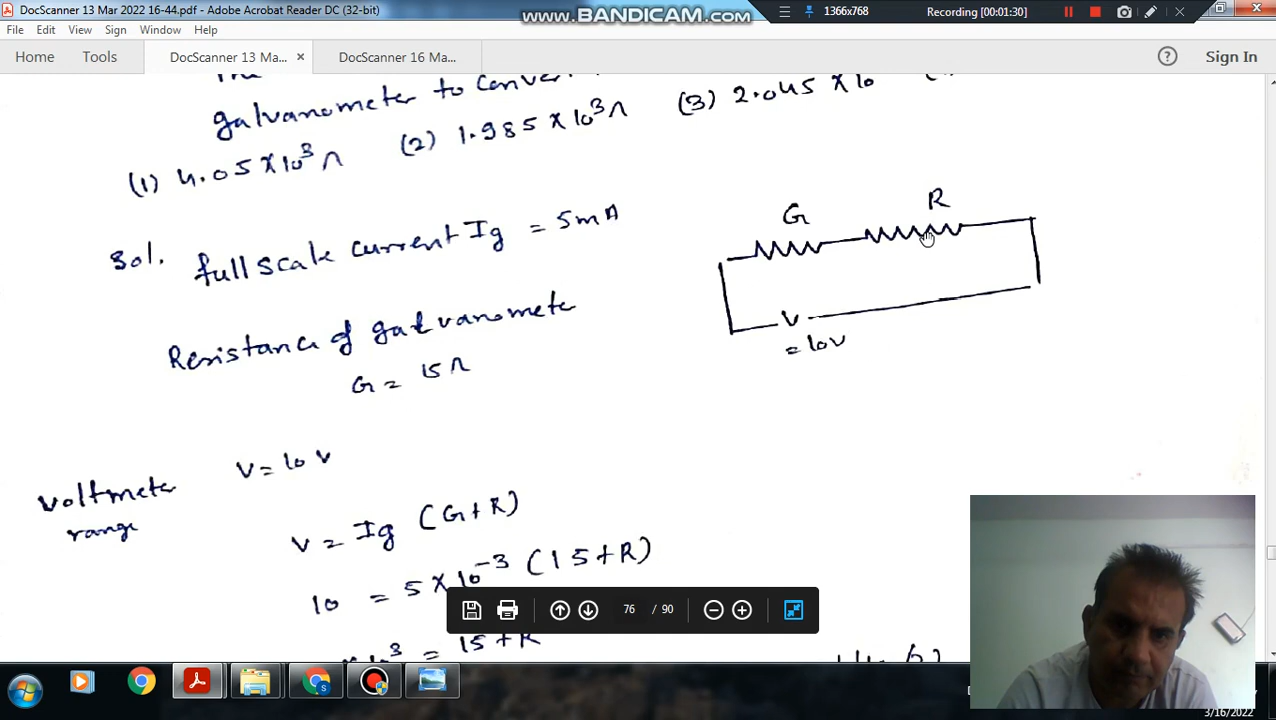 DocScanner 13 Mar 2022 16-44.pdf - Adobe Acrobat Reader DC (32-bit)
www.BANDICAM.com
1366x768
Recording [00:01:30]
File Edit View Sign Window Help
Home Tools DocScanner 13 Ma... × DocScanner 16 Ma... Sign In
galvanometer to conver
(1) 4.05 × 10³ Ω (2) 1.985 × 10³ Ω (3) 2.045 × 10
Sol. full scale current Ig = 5mA
G R
Resistance of galvanometer
G = 15 Ω
V
= 10V
V = 10 V
voltmeter
range
V = Ig (G+R)
10 = 5 × 10⁻³ (15+R)
= 15+R
76 / 90
3/16/2022